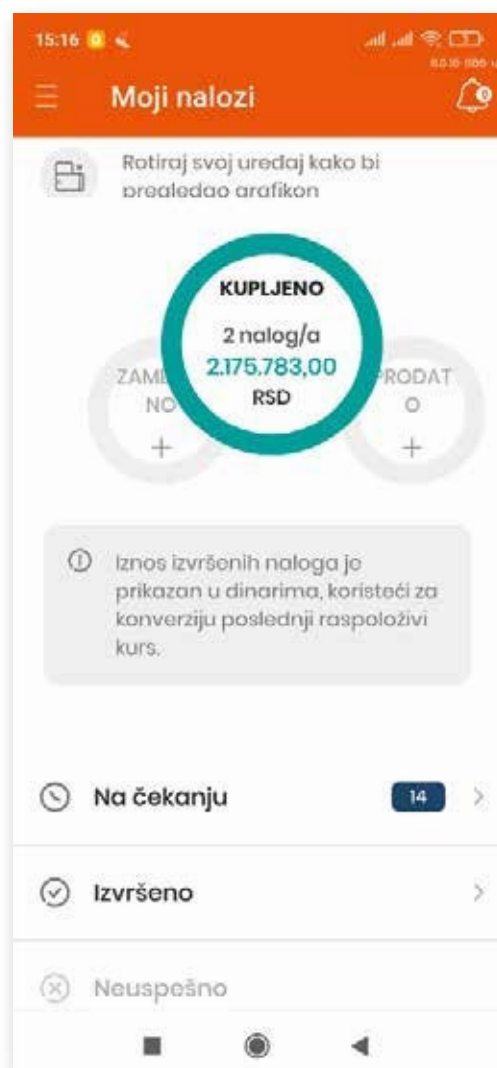 15:16
Moji nalozi
0
Rotiraj svoj uređaj kako bi
pregledao grafikon
KUPLJENO
2 nalog/a
2.175.783,00
RSD
NO
+
PRODAT
O
+
Iznos izvršenih naloga je
prikazan u dinarima, koristeći za
konverziju poslednji raspoloživi
kurs.
Na čekanju
14
Izvršeno
Neuspešno